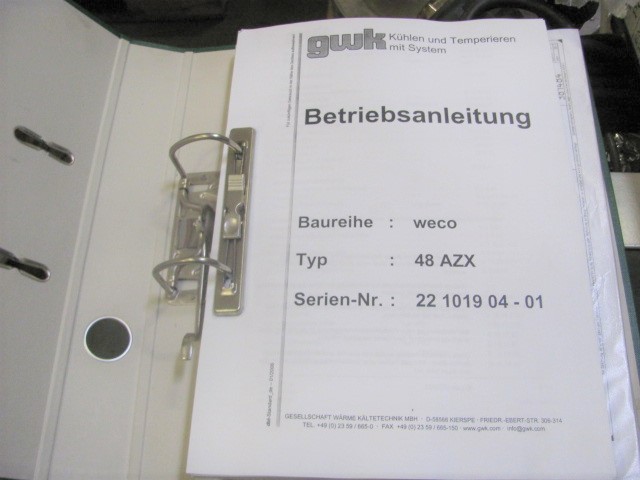 gwk Kühlen und Temperieren
mit System
Betriebsanleitung
Baureihe : weco
Typ : 48 AZX
Serien-Nr. : 22 1019 04 - 01
GESELLSCHAFT WÄRME KÄLTETECHNIK MBH · D-58566 KIERSPE · FRIEDR.-EBERT-STR. 306-314
TEL. +49 (0) 23 59 / 665-0 · FAX +49 (0) 23 59 / 665-156 · www.gwk.com · info@gwk.com